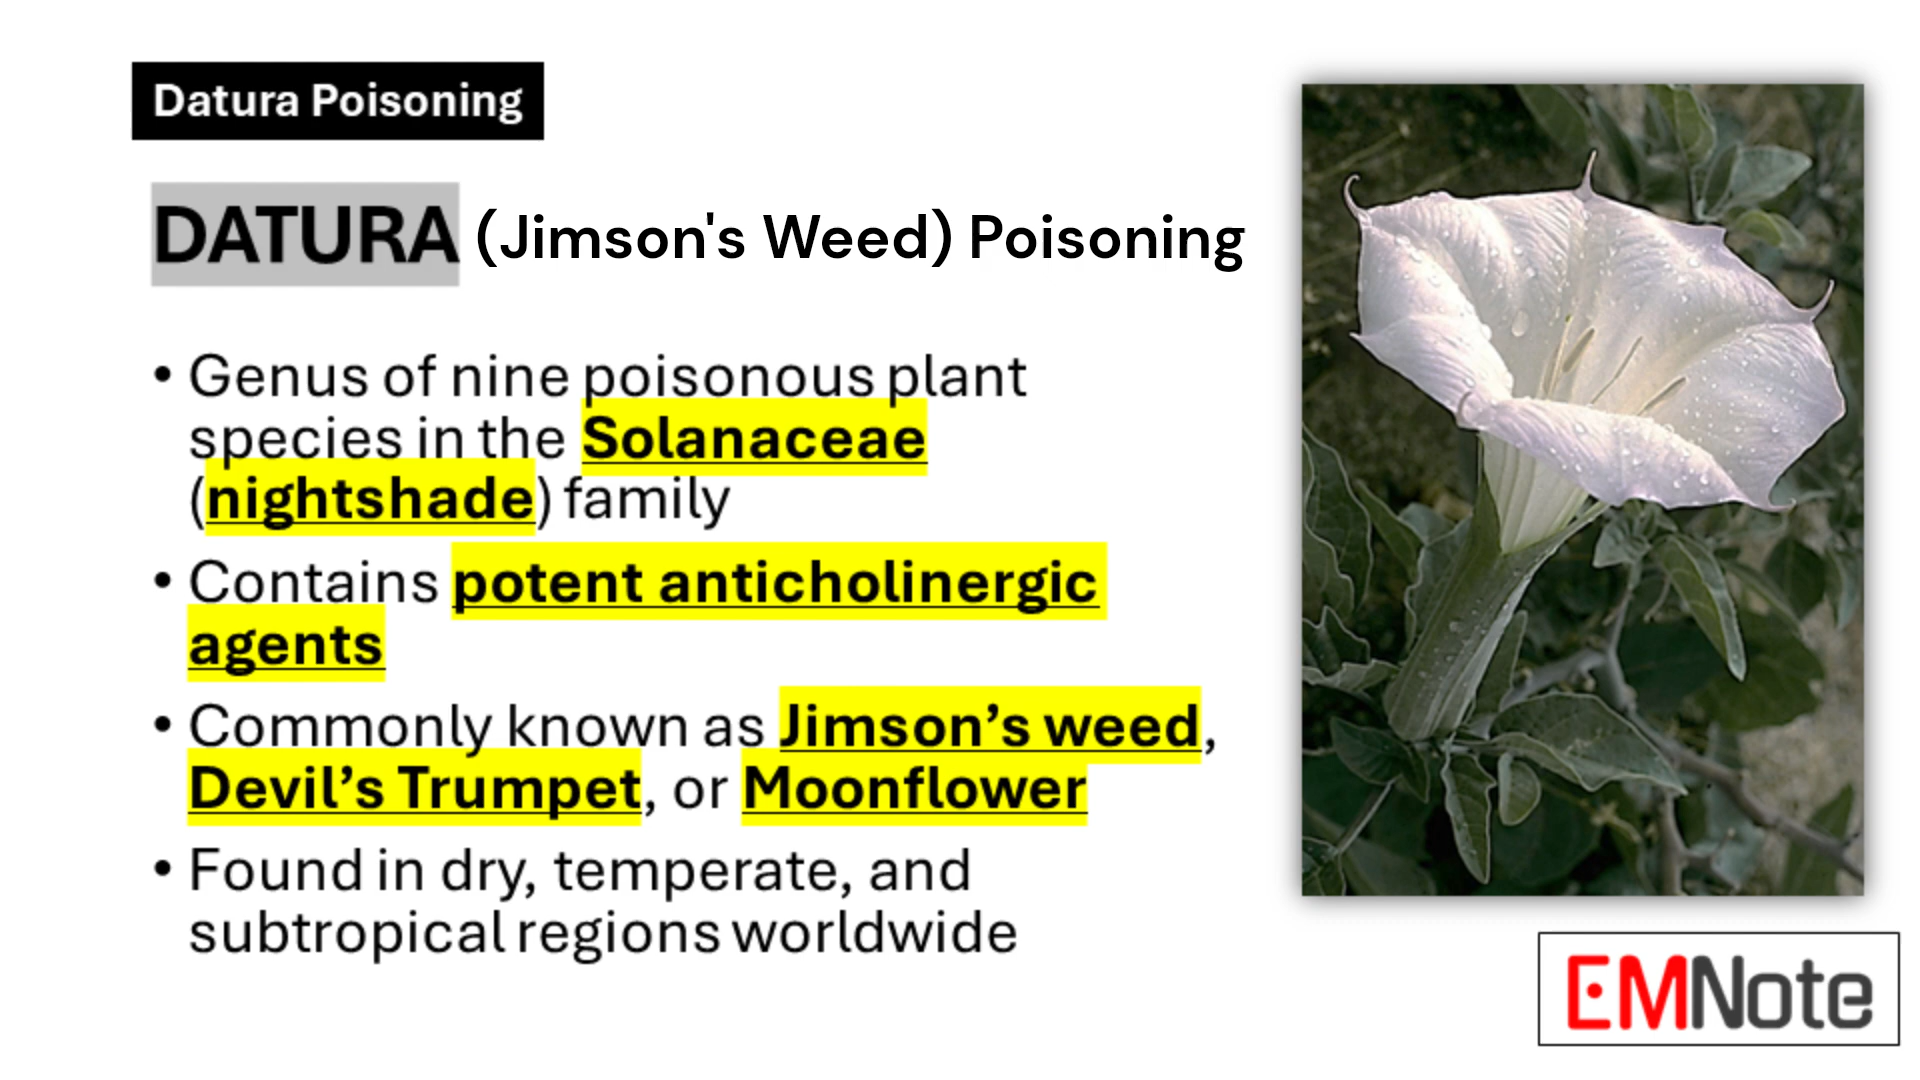 Datura Poisoning
DATURA (Jimson's Weed) Poisoning
• Genus of nine poisonous plant
species in the Solanaceae
(nightshade) family
• Contains potent anticholinergic
agents
• Commonly known as Jimson’s weed,
Devil’s Trumpet, or Moonflower
• Found in dry, temperate, and
subtropical regions worldwide
EMNote